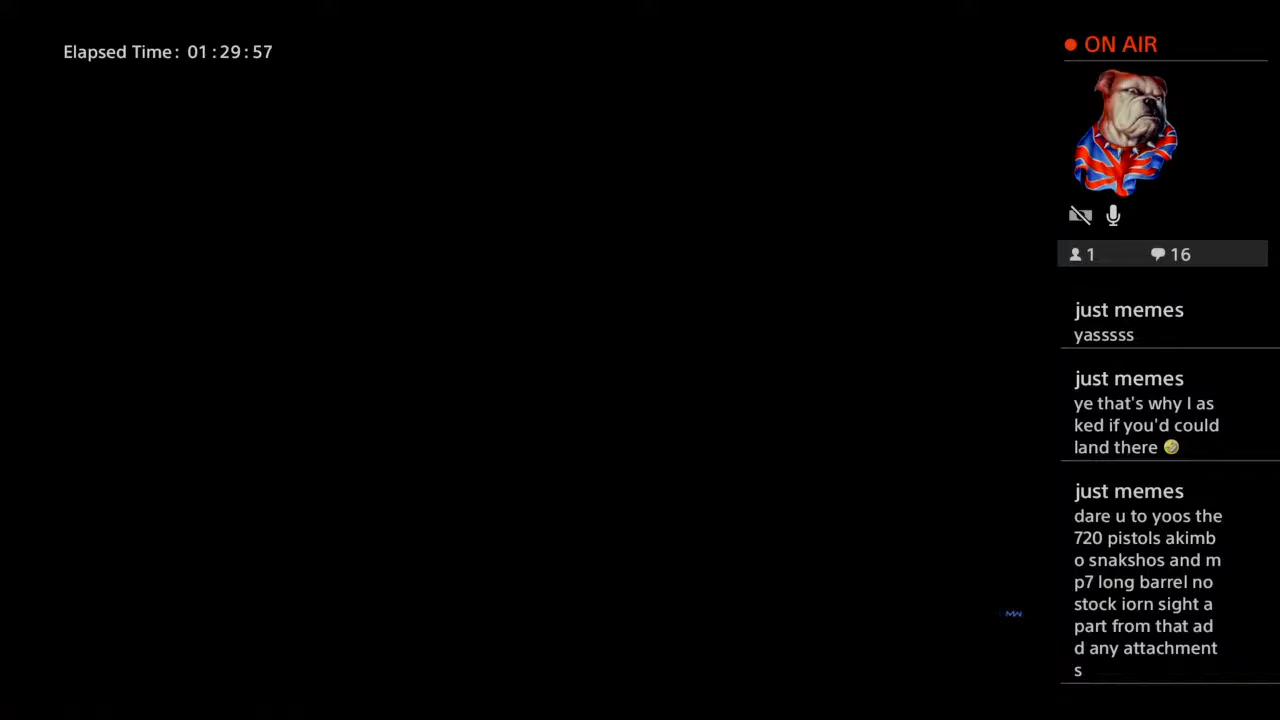 Elapsed Time: 01:29:57
ON AIR
1
16
just memes
yasssss
just memes
ye that's why I as
ked if you'd could
land there 🤣
just memes
dare u to yoos the
720 pistols akimb
o snakshos and m
p7 long barrel no
stock iorn sight a
part from that ad
d any attachment
s
MW